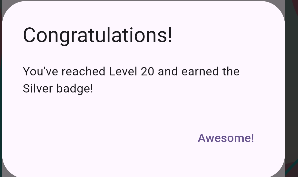 Congratulations!
You've reached Level 20 and earned the
Silver badge!
Awesome!